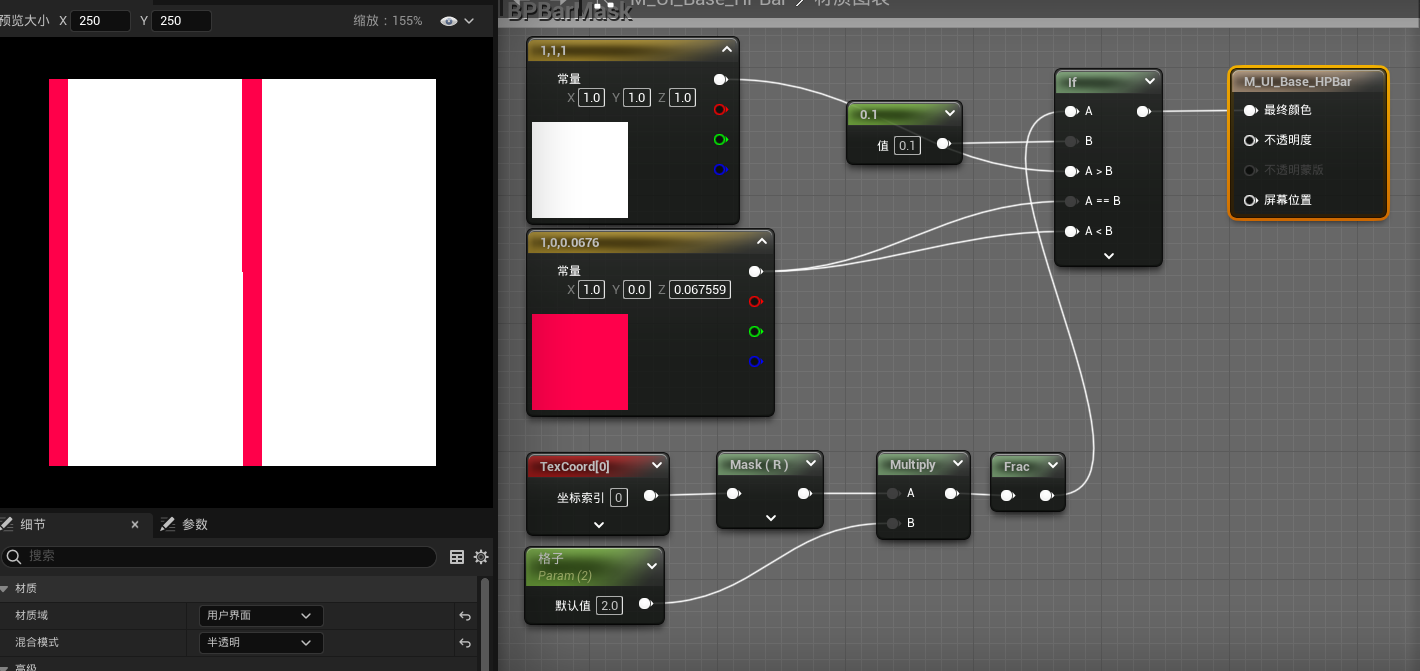 预览大小 X 250 Y 250 缩放：155%
BPBarMask
M_UI_Base_HPBar > 材质图表
1,1,1
常量
X 1.0 Y 1.0 Z 1.0
0.1
值 0.1
If
A
B
A > B
A == B
A < B
M_UI_Base_HPBar
最终颜色
不透明度
不透明蒙版
屏幕位置
1,0,0.0676
常量
X 1.0 Y 0.0 Z 0.067559
TexCoord[0]
坐标索引 0
Mask ( R )
Multiply
A
B
Frac
格子
Param (2)
默认值 2.0
细节 × 参数
搜索
材质
材质域 用户界面
混合模式 半透明
高级